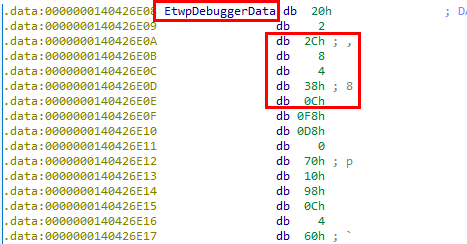 .data:0000000140426E08 EtwpDebuggerData db 20h ; DA
.data:0000000140426E09 db 2
.data:0000000140426E0A db 2Ch ; ,
.data:0000000140426E0B db 8
.data:0000000140426E0C db 4
.data:0000000140426E0D db 38h ; 8
.data:0000000140426E0E db 0Ch
.data:0000000140426E0F db 0F8h
.data:0000000140426E10 db 0D8h
.data:0000000140426E11 db 0
.data:0000000140426E12 db 70h ; p
.data:0000000140426E13 db 10h
.data:0000000140426E14 db 98h
.data:0000000140426E15 db 0Ch
.data:0000000140426E16 db 4
.data:0000000140426E17 db 60h ; `